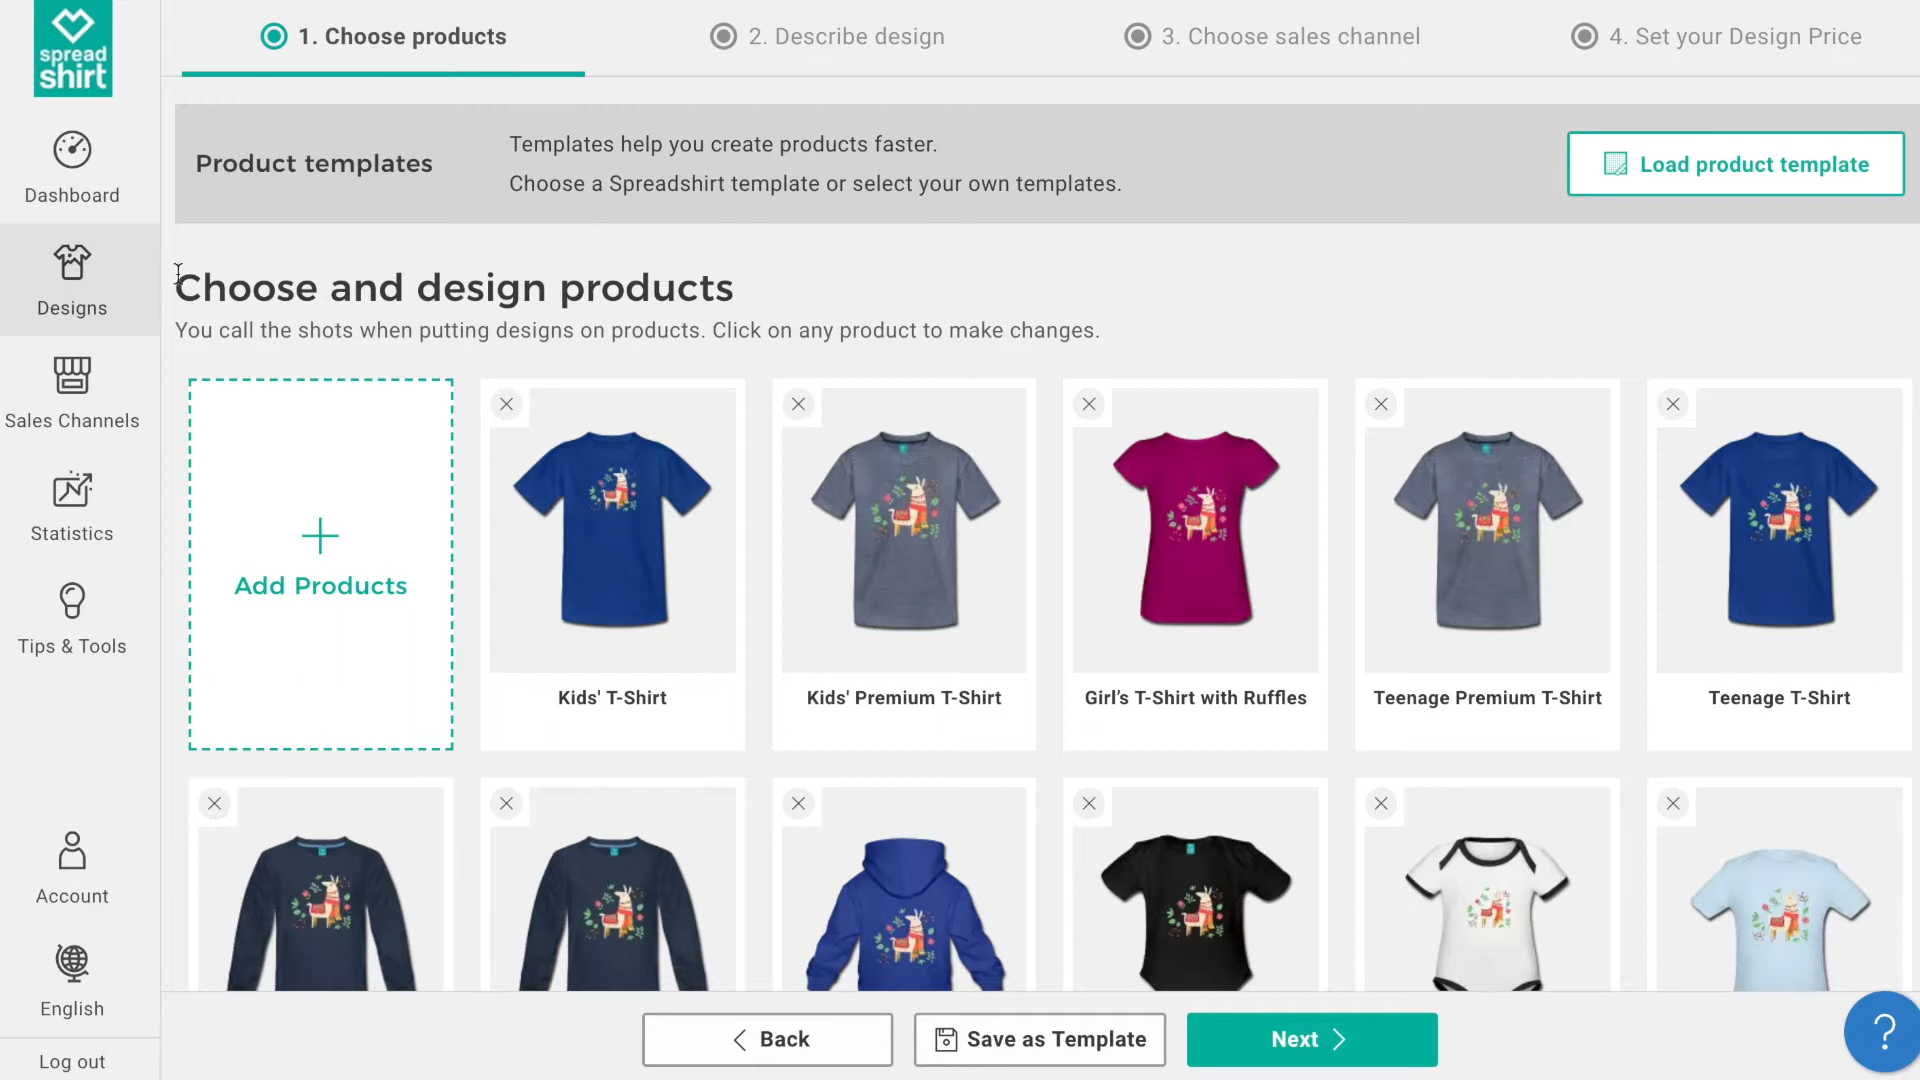 spread
shirt
1. Choose products
2. Describe design
3. Choose sales channel
4. Set your Design Price
Dashboard
Designs
Sales Channels
Statistics
Tips & Tools
Account
English
Log out
Product templates
Templates help you create products faster.
Choose a Spreadshirt template or select your own templates.
Load product template
Choose and design products
You call the shots when putting designs on products. Click on any product to make changes.
Add Products
Kids' T-Shirt
Kids' Premium T-Shirt
Girl’s T-Shirt with Ruffles
Teenage Premium T-Shirt
Teenage T-Shirt
Back
Save as Template
Next
?